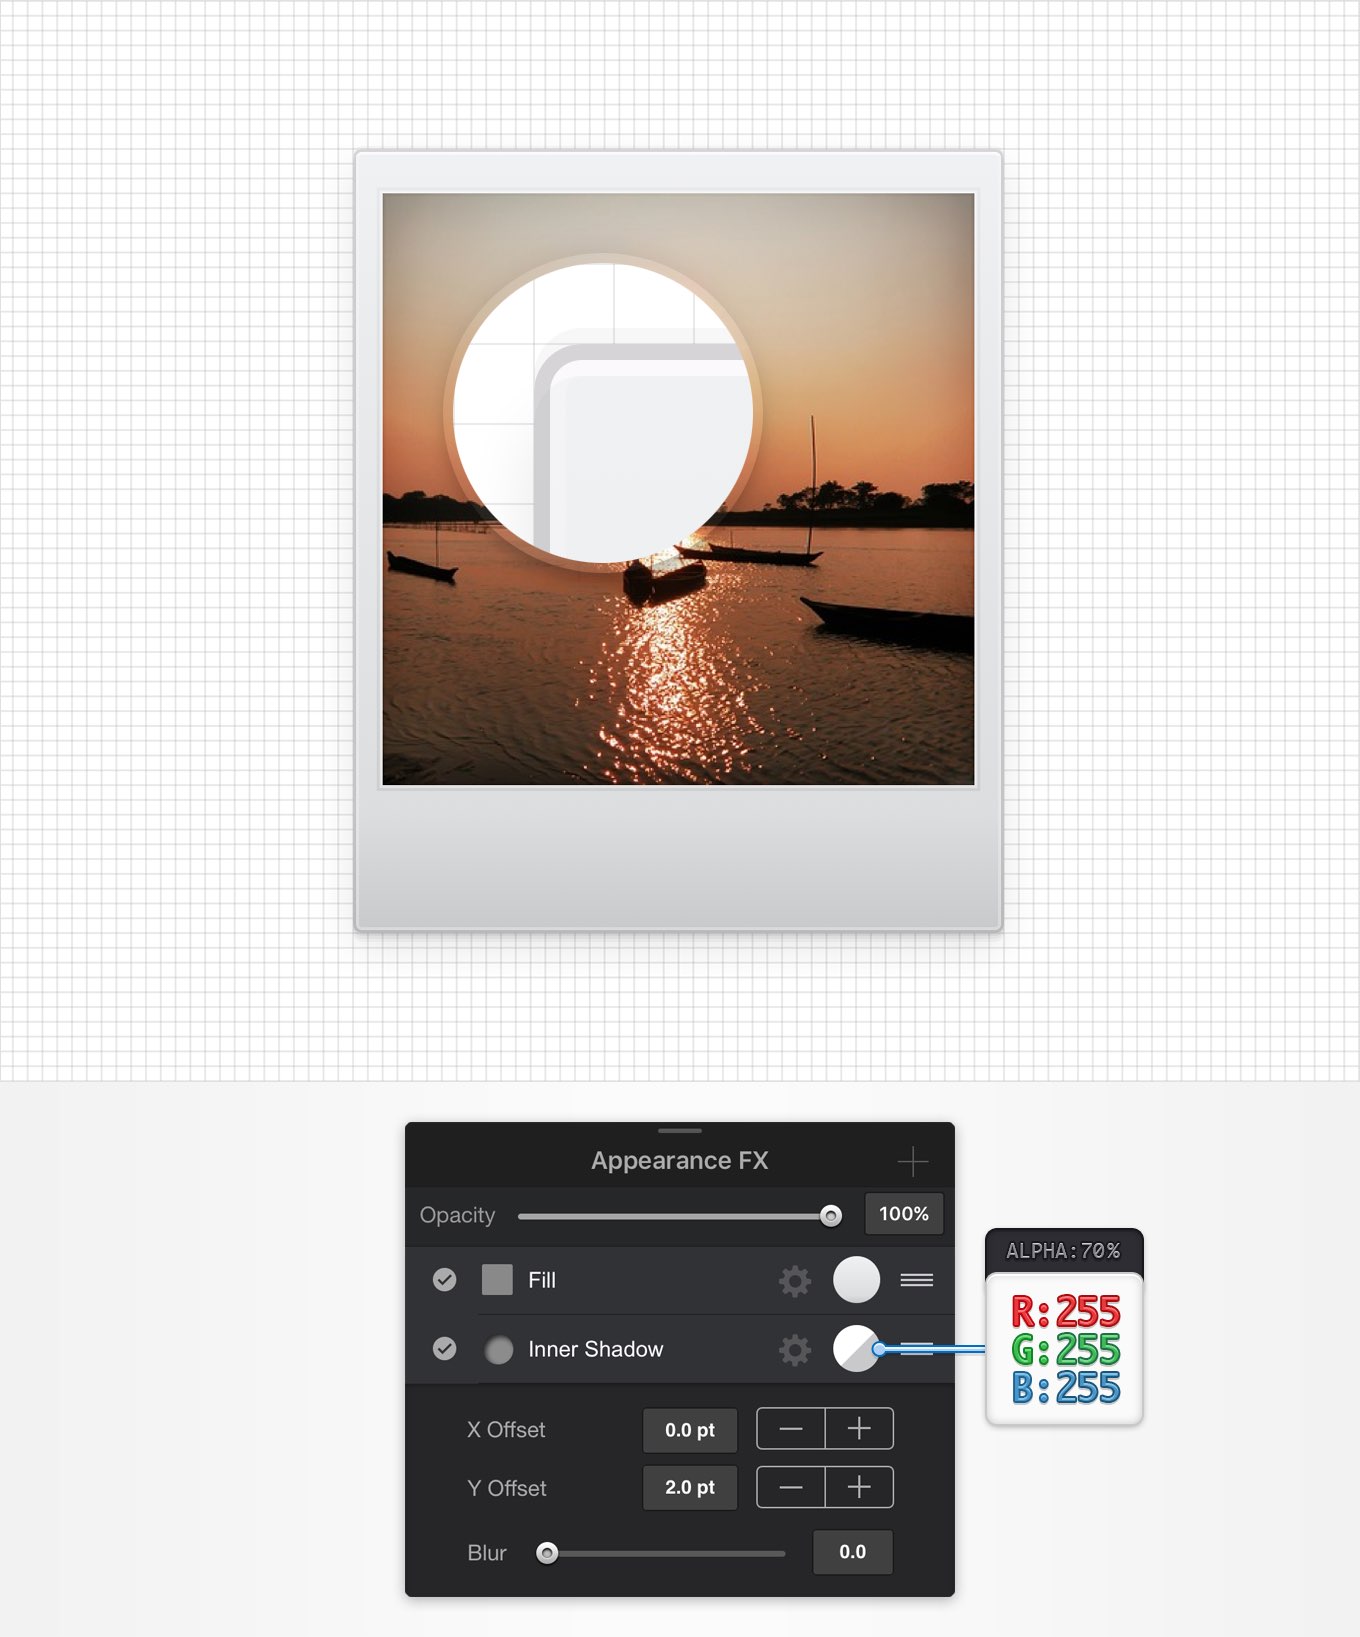 Appearance FX
Opacity 100%
Fill
Inner Shadow
X Offset 0.0 pt
Y Offset 2.0 pt
Blur 0.0
ALPHA:70%
R:255
G:255
B:255